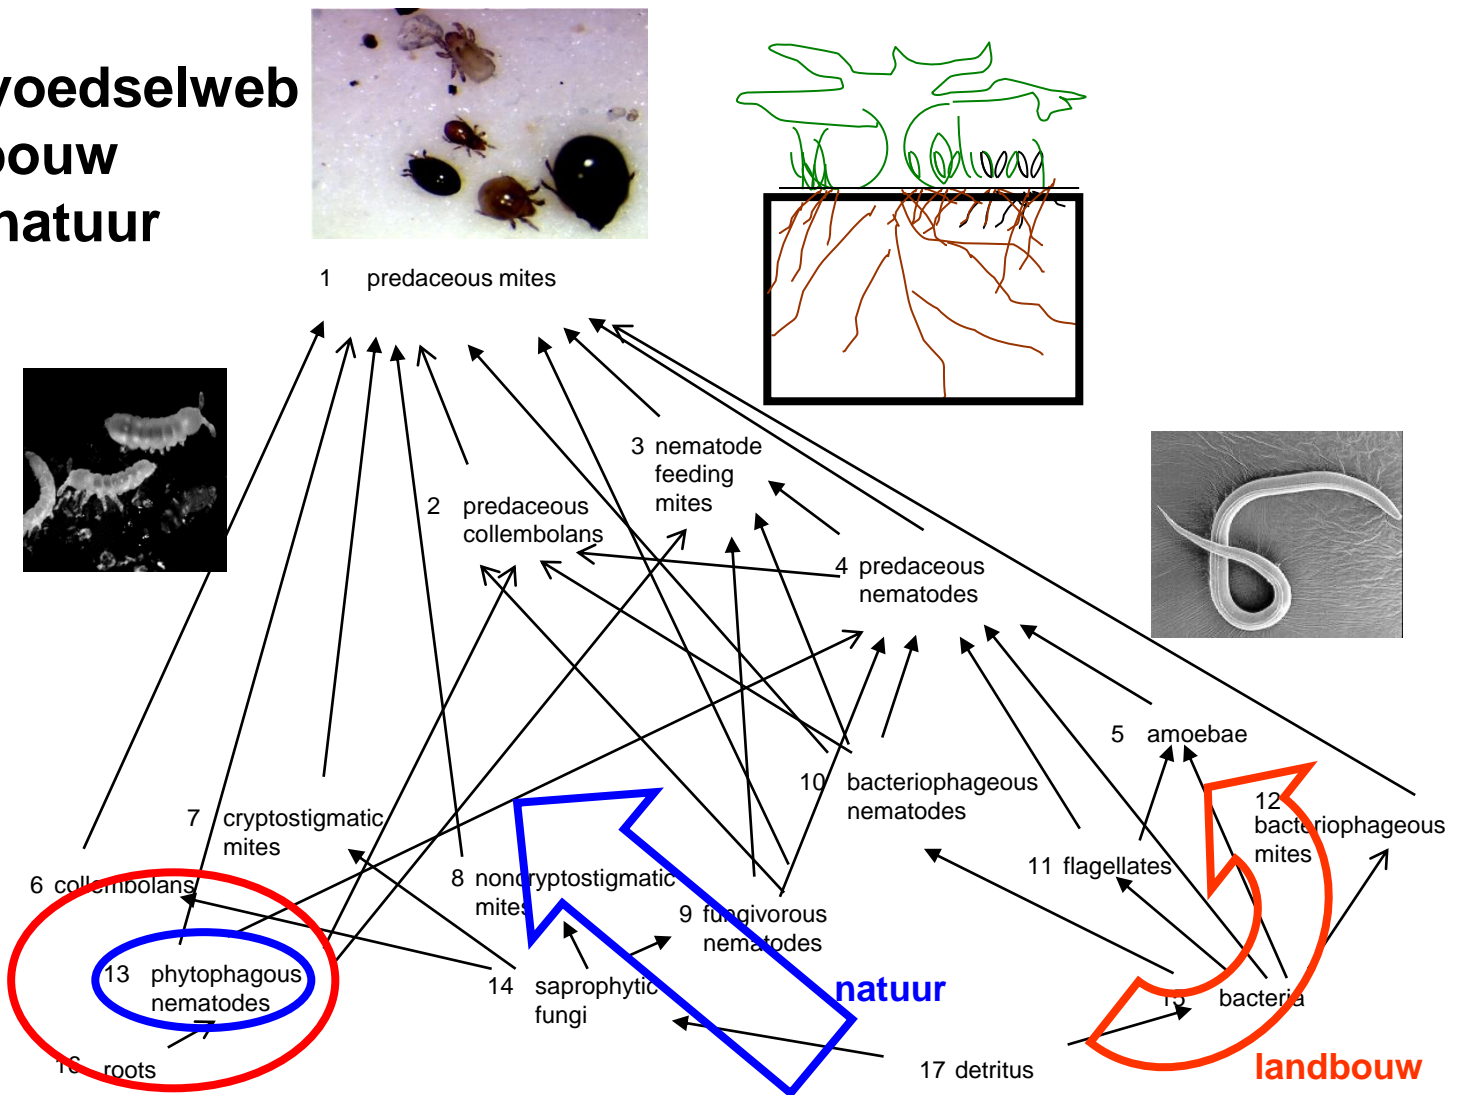 voedselweb
bouw
natuur
1 predaceous mites
3 nematode
feeding
mites
2 predaceous
collembolans
4 predaceous
nematodes
5 amoebae
10 bacteriophageous
nematodes
12
bacteriophageous
mites
7 cryptostigmatic
mites
11 flagellates
6 collembolans
8 noncryptostigmatic
mites
9 fungivorous
nematodes
13 phytophagous
nematodes
14 saprophytic
fungi
natuur
15 bacteria
16 roots
17 detritus
landbouw